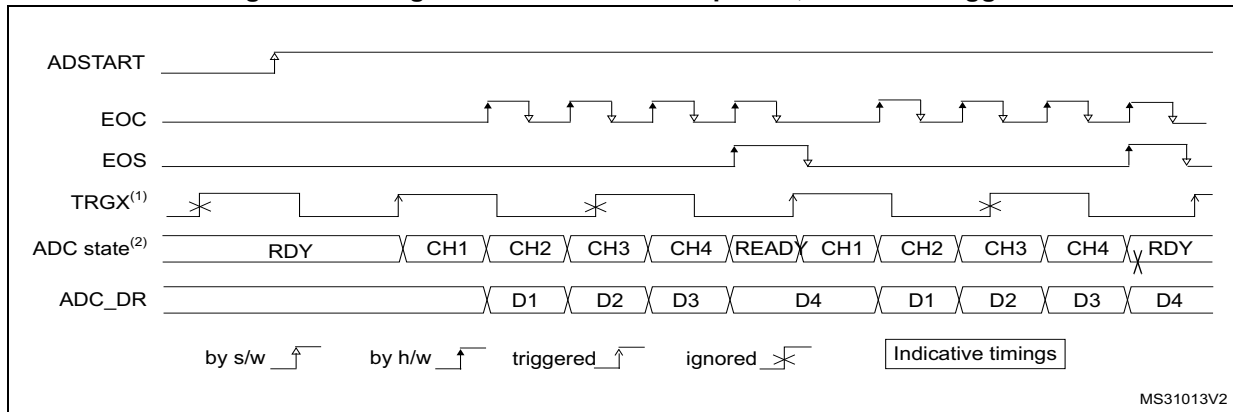 ADSTART
EOC
EOS
TRGX(1)
ADC state(2) RDY CH1 CH2 CH3 CH4 READY CH1 CH2 CH3 CH4 RDY
ADC_DR D1 D2 D3 D4 D1 D2 D3 D4
by s/w by h/w triggered ignored Indicative timings
MS31013V2